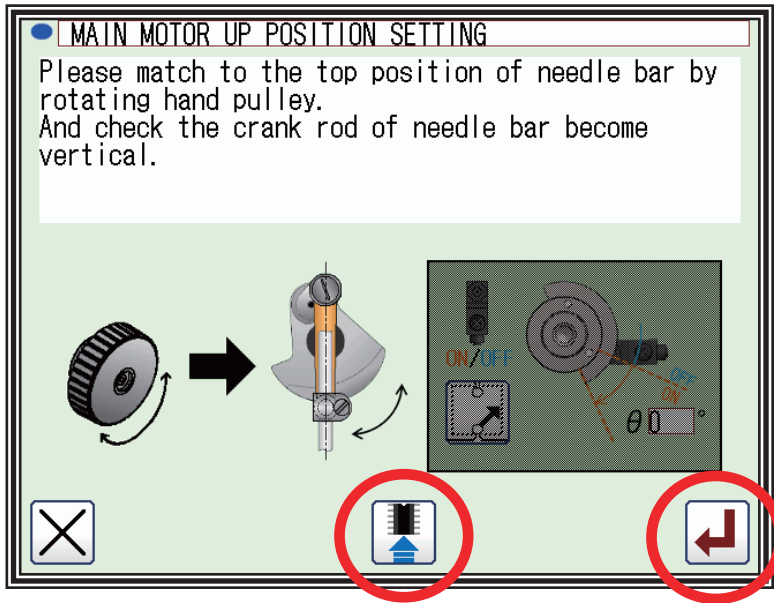 MAIN MOTOR UP POSITION SETTING
Please match to the top position of needle bar by
rotating hand pulley.
And check the crank rod of needle bar become
vertical.
ON/OFF
OFF
ON
θ 0 °